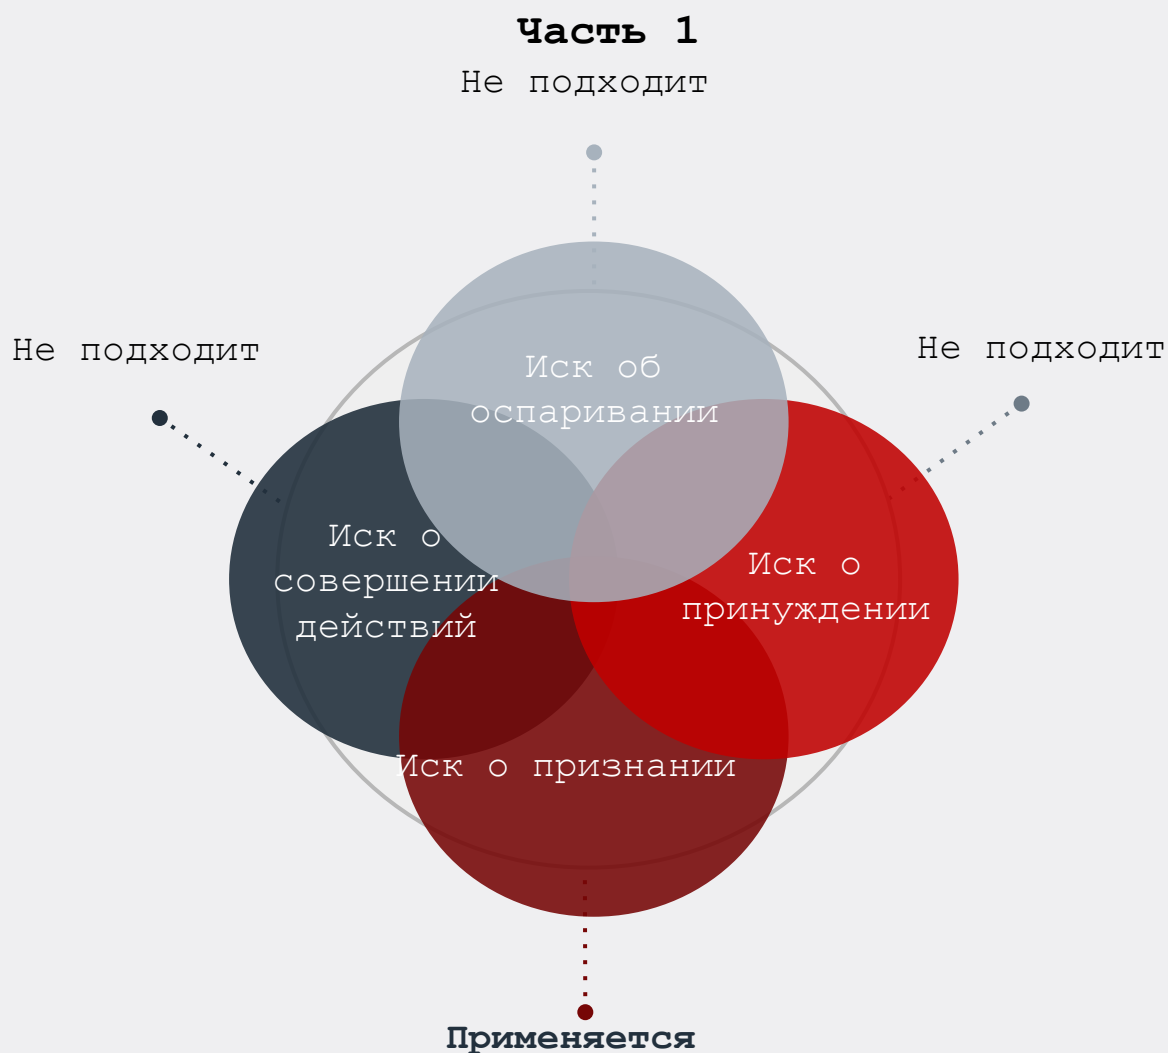 Часть 1
Не подходит
Не подходит
Не подходит
Иск об
оспаривании
Иск о
совершении
действий
Иск о
принуждении
Иск о признании
Применяется